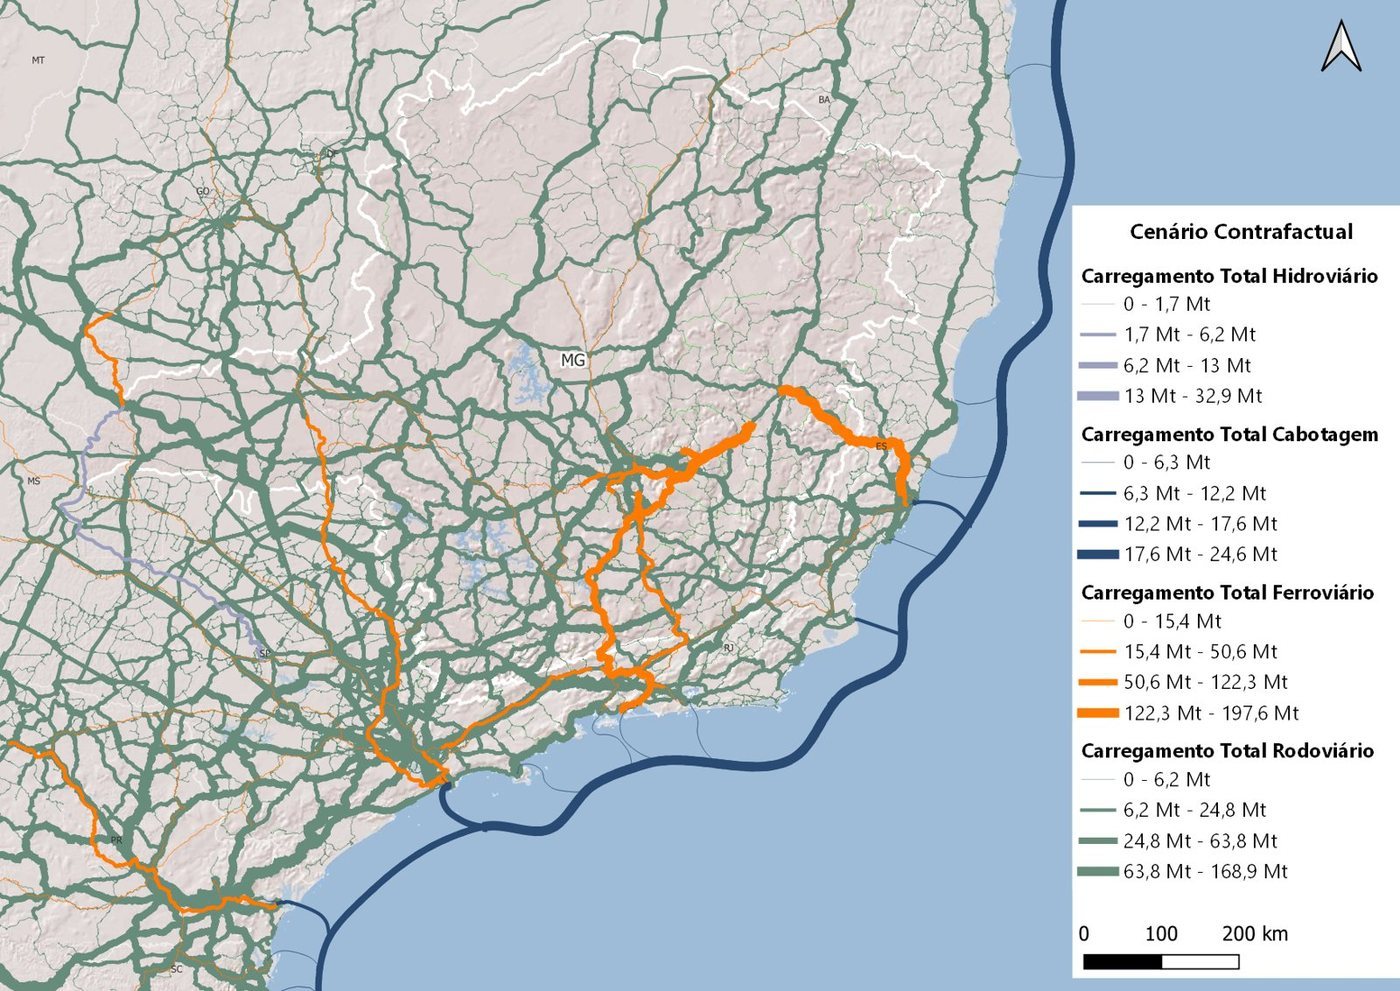 MT
BA
DF
GO
MG
ES
MS
SP
RJ
PR
SC
Cenário Contrafactual
Carregamento Total Hidroviário
0 - 1,7 Mt
1,7 Mt - 6,2 Mt
6,2 Mt - 13 Mt
13 Mt - 32,9 Mt
Carregamento Total Cabotagem
0 - 6,3 Mt
6,3 Mt - 12,2 Mt
12,2 Mt - 17,6 Mt
17,6 Mt - 24,6 Mt
Carregamento Total Ferroviário
0 - 15,4 Mt
15,4 Mt - 50,6 Mt
50,6 Mt - 122,3 Mt
122,3 Mt - 197,6 Mt
Carregamento Total Rodoviário
0 - 6,2 Mt
6,2 Mt - 24,8 Mt
24,8 Mt - 63,8 Mt
63,8 Mt - 168,9 Mt
0 100 200 km